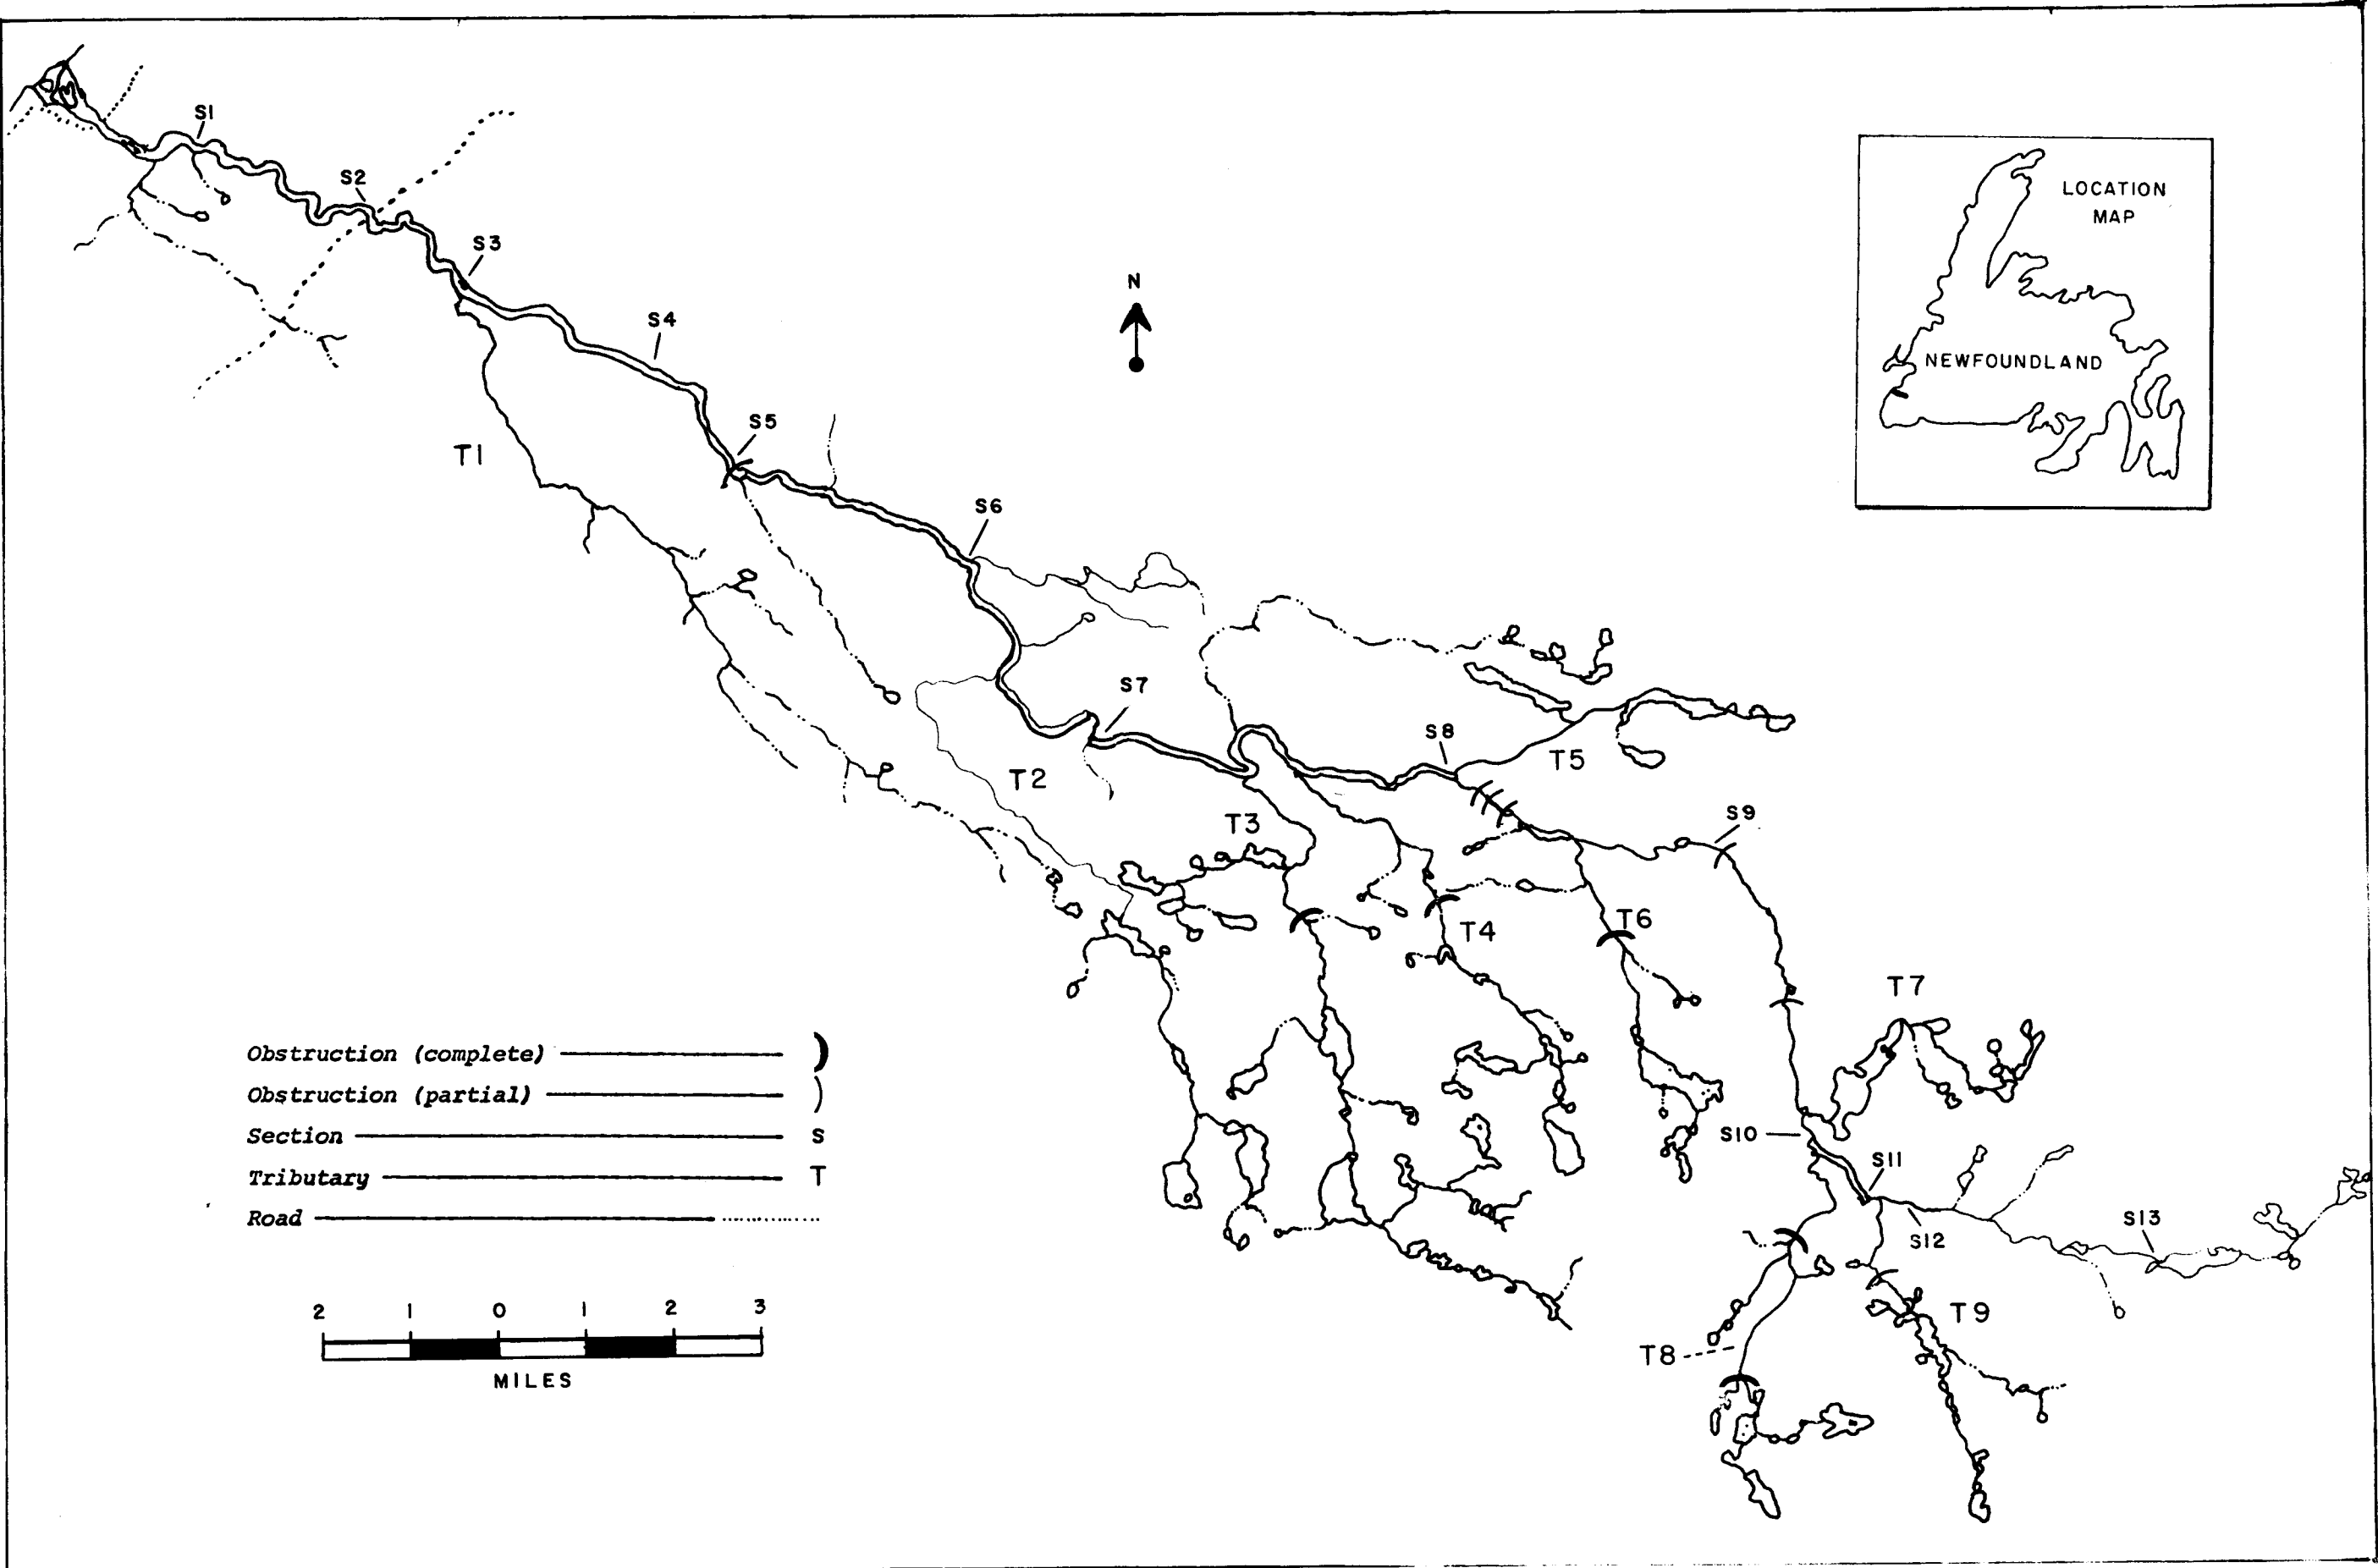 S1
S2
S3
S4
S5
S6
S7
S8
S9
S10
S11
S12
S13
T1
T2
T3
T4
T5
T6
T7
T8
T9
N
LOCATION
MAP
NEWFOUNDLAND
Obstruction (complete) )
Obstruction (partial) )
Section S
Tributary T
Road
2 1 0 1 2 3
MILES